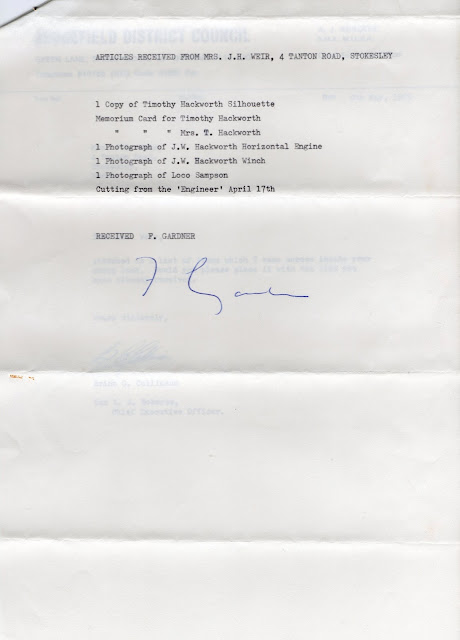 ARTICLES RECEIVED FROM MRS. J.H. WEIR, 4 TANTON ROAD, STOKESLEY
1 Copy of Timothy Hackworth Silhouette
Memorium Card for Timothy Hackworth
" " " Mrs. T. Hackworth
1 Photograph of J.W. Hackworth Horizontal Engine
1 Photograph of J.W. Hackworth Winch
1 Photograph of Loco Sampson
Cutting from the 'Engineer' April 17th
RECEIVED F. GARDNER
F Gardner